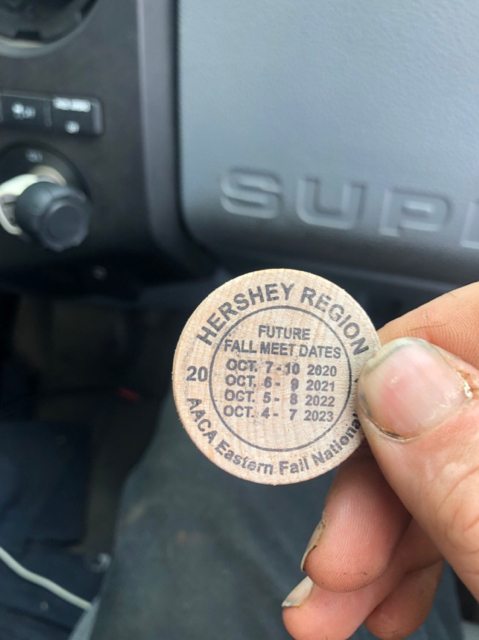 SUPE
HERSHEY REGION
FUTURE
FALL MEET DATES
OCT. 7 - 10 2020
OCT. 6 - 9 2021
OCT. 5 - 8 2022
OCT. 4 - 7 2023
20
AACA Eastern Fall National